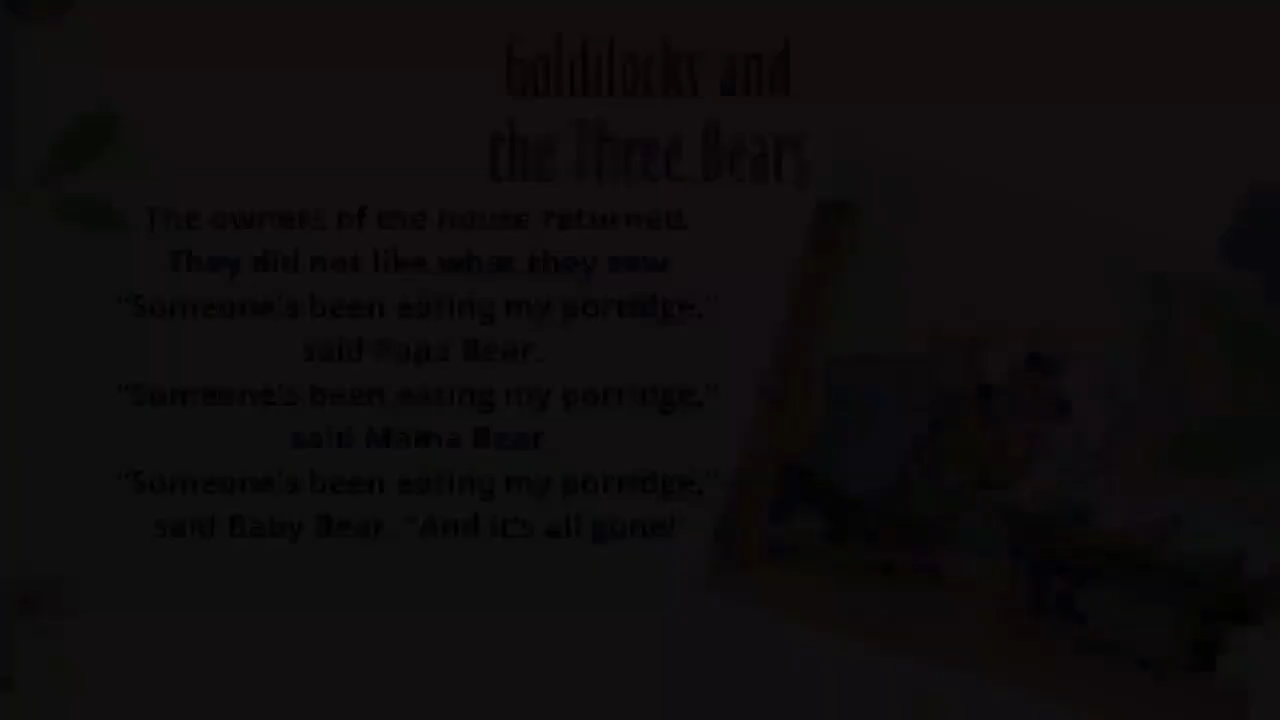 Goldilocks and
the Three Bears
The owners of the house returned.
They did not like what they saw.
"Someone's been eating my porridge,"
said Papa Bear.
"Someone's been eating my porridge,"
said Mama Bear.
"Someone's been eating my porridge,"
said Baby Bear. "And it's all gone!